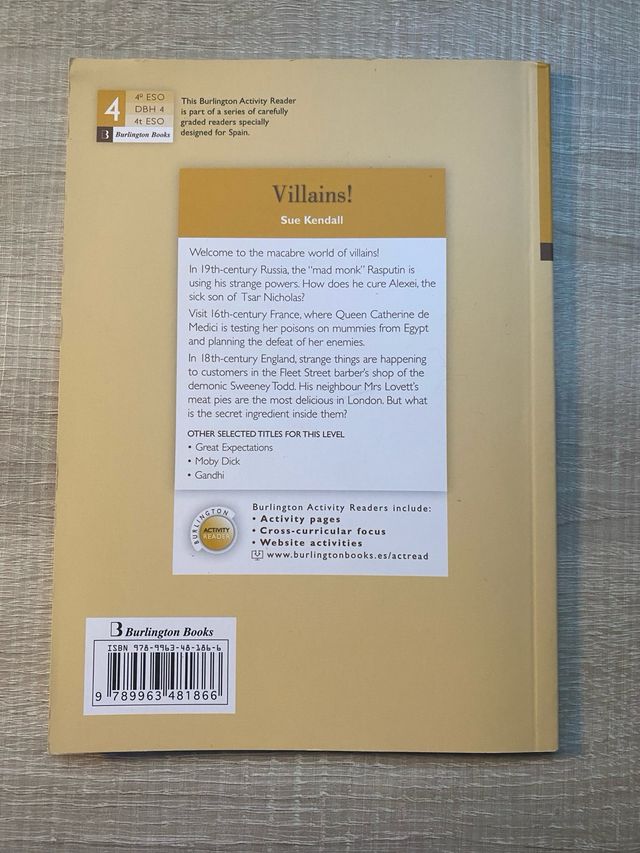 4
4º ESO
DBH 4
4t ESO
B Burlington Books
This Burlington Activity Reader
is part of a series of carefully
graded readers specially
designed for Spain.
Villains!
Sue Kendall
Welcome to the macabre world of villains!
In 19th-century Russia, the "mad monk" Rasputin is
using his strange powers. How does he cure Alexei, the
sick son of Tsar Nicholas?
Visit 16th-century France, where Queen Catherine de
Medici is testing her poisons on mummies from Egypt
and planning the defeat of her enemies.
In 18th-century England, strange things are happening
to customers in the Fleet Street barber's shop of the
demonic Sweeney Todd. His neighbour Mrs Lovett's
meat pies are the most delicious in London. But what
is the secret ingredient inside them?
OTHER SELECTED TITLES FOR THIS LEVEL
• Great Expectations
• Moby Dick
• Gandhi
BURLINGTON
ACTIVITY
READER
Burlington Activity Readers include:
• Activity pages
• Cross-curricular focus
• Website activities
www.burlingtonbooks.es/actread
B Burlington Books
ISBN 978-9963-48-186-6
9 789963 481866